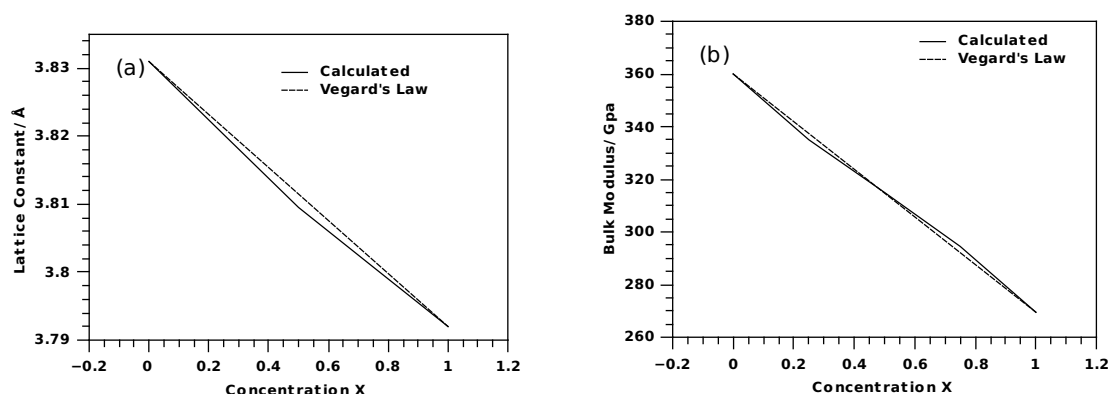 (a)
Calculated
Vegard's Law
Lattice Constant/ Å
3.83
3.82
3.81
3.8
3.79
−0.2 0 0.2 0.4 0.6 0.8 1 1.2
Concentration X
(b)
Calculated
Vegard's Law
Bulk Modulus/ Gpa
380
360
340
320
300
280
260
−0.2 0 0.2 0.4 0.6 0.8 1 1.2
Concentration X